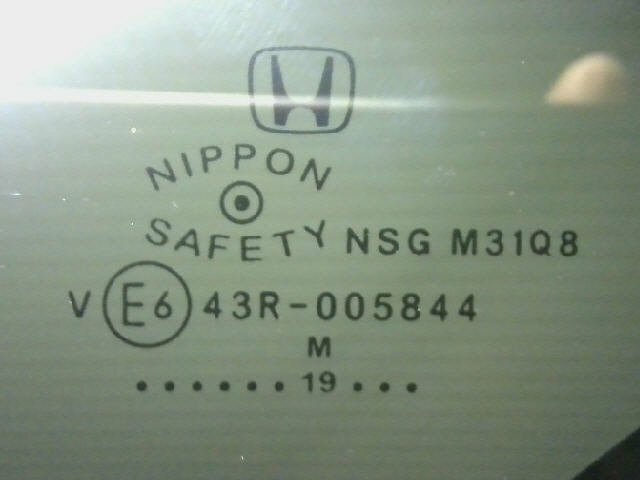 NIPPON
SAFETY NSG M31Q8
V E6 43R-005844
M
...... 19 ...